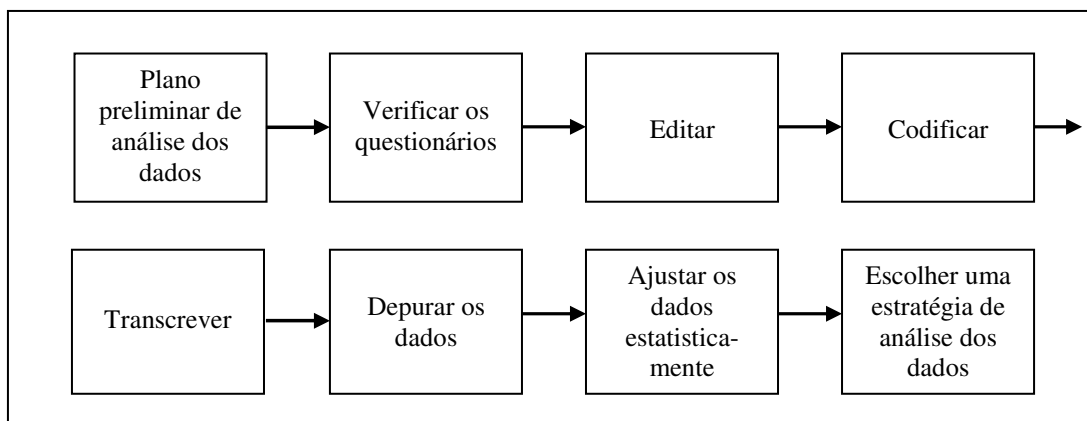 Plano
preliminar de
análise dos
dados
Verificar os
questionários
Editar
Codificar
Transcrever
Depurar os
dados
Ajustar os
dados
estatistica-
mente
Escolher uma
estratégia de
análise dos
dados